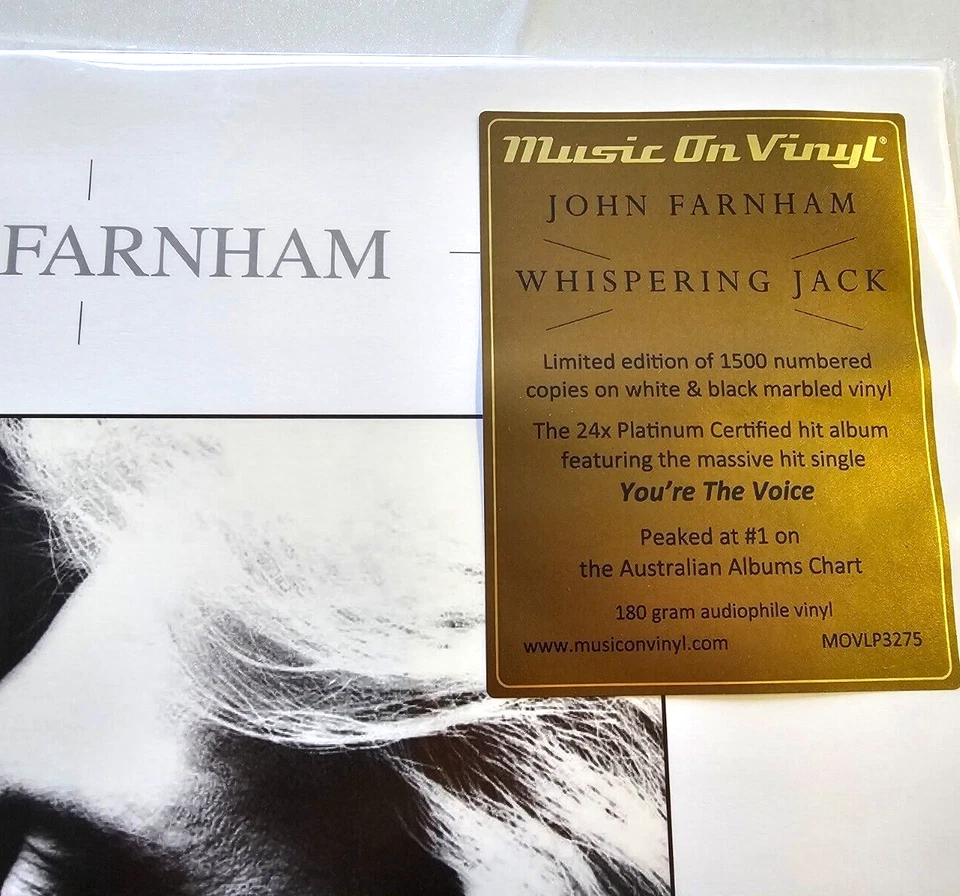 FARNHAM
Music On Vinyl®
JOHN FARNHAM
WHISPERING JACK
Limited edition of 1500 numbered
copies on white & black marbled vinyl
The 24x Platinum Certified hit album
featuring the massive hit single
You're The Voice
Peaked at #1 on
the Australian Albums Chart
180 gram audiophile vinyl
www.musiconvinyl.com MOVLP3275